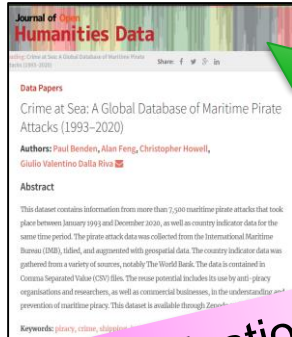 Journal of Open
Humanities Data
Crime at Sea: A Global Database of Maritime Pirate
Attacks (1993–2020)
Share:
Data Papers
Crime at Sea: A Global Database of Maritime Pirate
Attacks (1993–2020)
Authors: Paul Benden, Alan Feng, Christopher Howell,
Giulio Valentino Dalla Riva
Abstract
This dataset contains information from more than 7,500 maritime pirate attacks that took
place between January 1993 and December 2020, as well as country indicator data for the
same time period. The pirate attack data was collected from the International Maritime
Bureau (IMB), tidied, and augmented with geospatial data. The country indicator data was
gathered from a variety of sources, notably The World Bank. The data is contained in
Comma Separated Value (CSV) files. The reuse potential includes its use by anti-piracy
organisations and researchers, as well as commercial businesses, in the understanding and
prevention of maritime piracy. This dataset is available through
Keywords: piracy, crime,